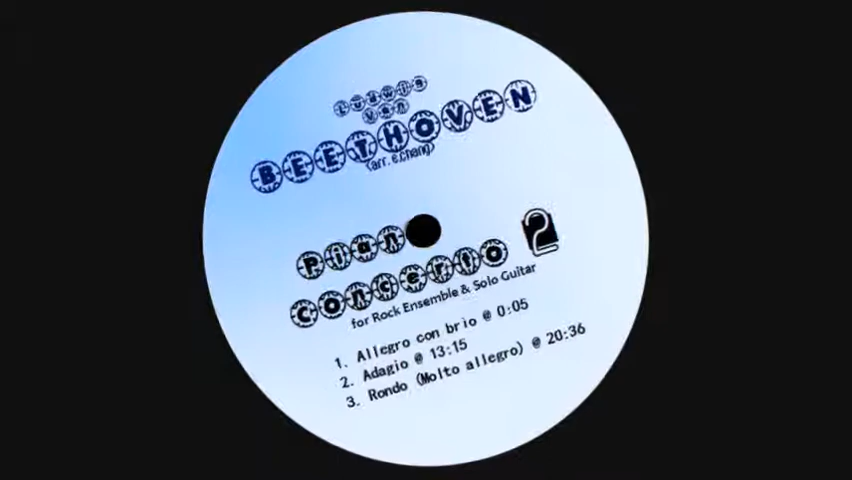 Ludwig
Van
BEETHOVEN
(arr. e.chang)
Piano
Concerto 2
for Rock Ensemble & Solo Guitar
1. Allegro con brio @ 0:05
2. Adagio @ 13:15
3. Rondo (Molto allegro) @ 20:36